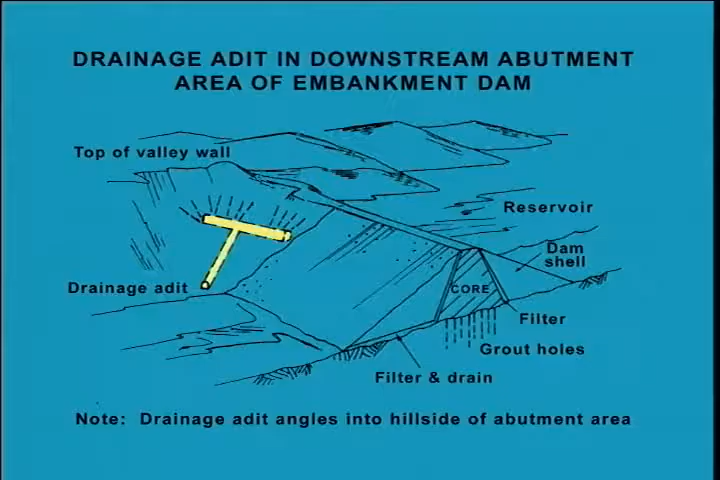 DRAINAGE ADIT IN DOWNSTREAM ABUTMENT
AREA OF EMBANKMENT DAM
Top of valley wall
Reservoir
Dam
shell
Drainage adit
CORE
Filter
Grout holes
Filter & drain
Note: Drainage adit angles into hillside of abutment area